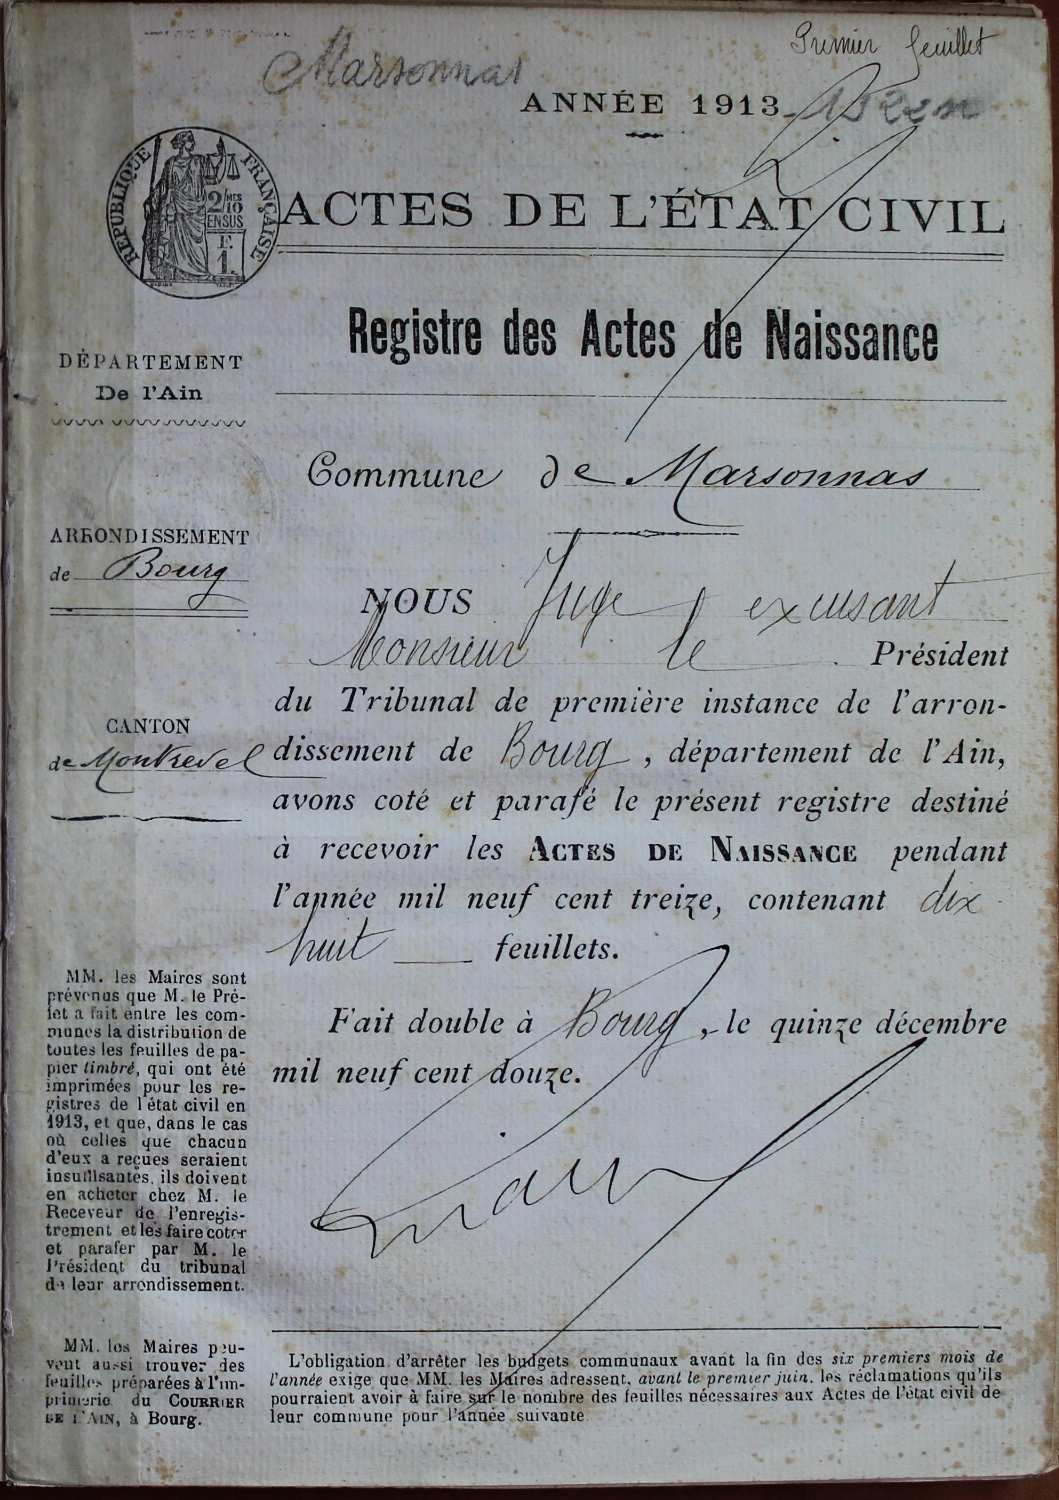 Marsonnas
Premier feuillet
ANNÉE 1913
RÉPUBLIQUE FRANÇAISE
2/10 MES
EN SUS
F.
1.
ACTES DE L'ÉTAT CIVIL
Registre des Actes de Naissance
DÉPARTEMENT
De l'Ain
Commune de Marsonnas
ARRONDISSEMENT
de Bourg
CANTON
de Montrevel
NOUS Juge excusant
Monsieur le Président
du Tribunal de première instance de l'arron-
dissement de Bourg, département de l'Ain,
avons coté et parafé le présent registre destiné
à recevoir les ACTES DE NAISSANCE pendant
l'année mil neuf cent treize, contenant dix
huit feuillets.
Fait double à Bourg, le quinze décembre
mil neuf cent douze.
MM. les Maires sont
prévenus que M. le Pré-
fet a fait entre les com-
munes la distribution de
toutes les feuilles de pa-
pier timbré, qui ont été
imprimées pour les re-
gistres de l'état civil en
1913, et que, dans le cas
où celles que chacun
d'eux a reçues seraient
insuffisantes, ils doivent
en acheter chez M. le
Receveur de l'enregis-
trement et les faire coter
et parafer par M. le
Président du tribunal
de leur arrondissement.
MM. les Maires peu-
vent aussi trouver des
feuilles préparées à l'im-
primerie du COURRIER
DE L'AIN, à Bourg.
L'obligation d'arrêter les budgets communaux avant la fin des six premiers mois de
l'année exige que MM. les Maires adressent, avant le premier juin, les réclamations qu'ils
pourraient avoir à faire sur le nombre des feuilles nécessaires aux Actes de l'état civil de
leur commune pour l'année suivante